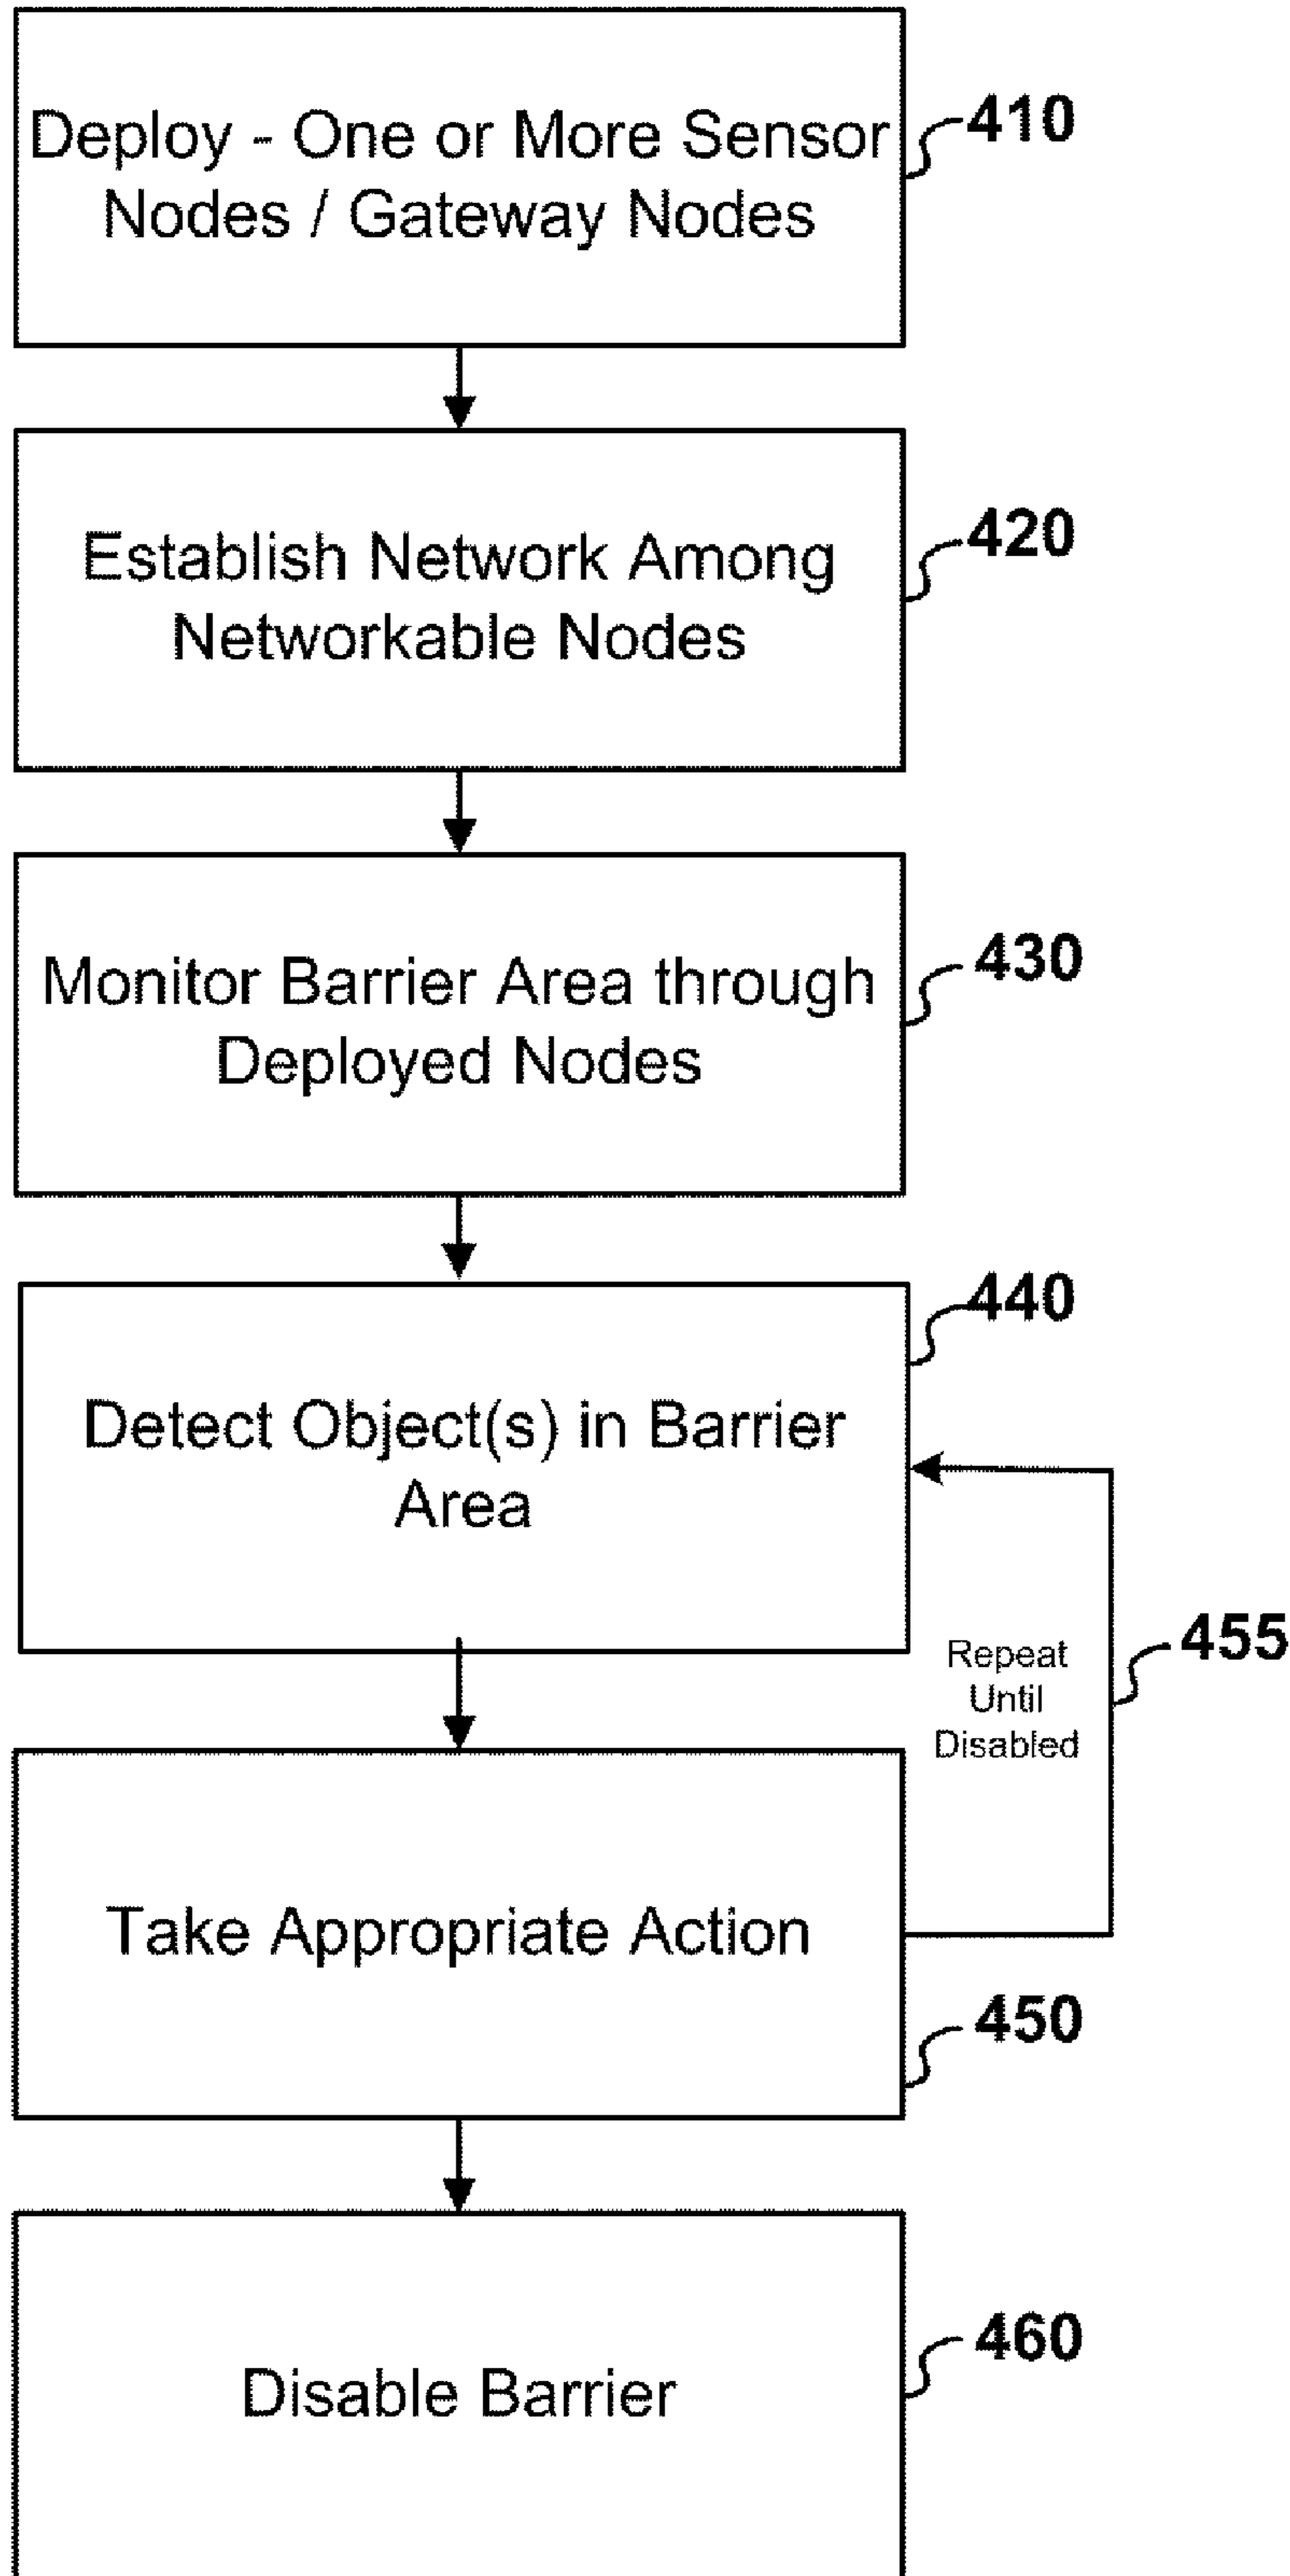 Deploy - One or More Sensor
Nodes / Gateway Nodes
410
Establish Network Among
Networkable Nodes
420
Monitor Barrier Area through
Deployed Nodes
430
440
Detect Object(s) in Barrier
Area
Repeat
Until
Disabled
455
Take Appropriate Action
450
Disable Barrier
460